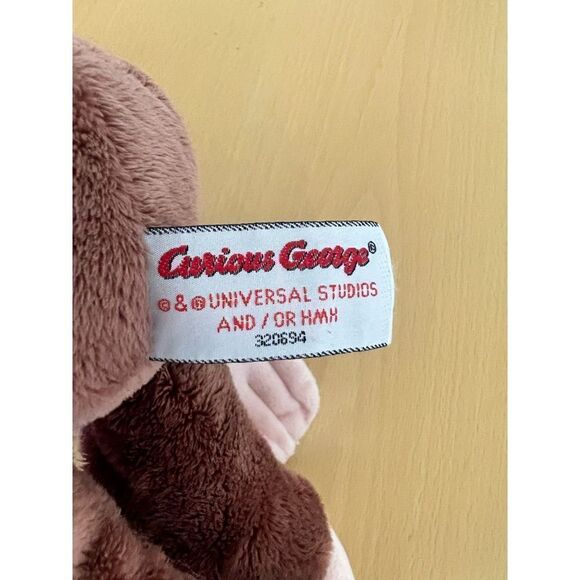 Curious George®
©&® UNIVERSAL STUDIOS
AND / OR HMH
320694